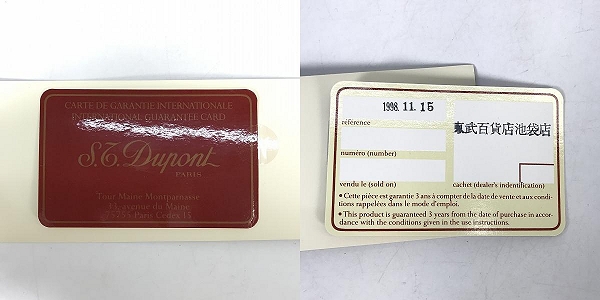 CARTE DE GARANTIE INTERNATIONALE
INTERNATIONAL GUARANTEE CARD
S.T. Dupont
PARIS
Tour Maine Montparnasse
33, avenue du Maine
75755 Paris Cedex 15
1998. 11. 15
référence
numéro (number)
vendu le (sold on)
東武百貨店池袋店
cachet (dealer's indentification)
• Cette pièce est garantie 3 ans à compter de la date de vente et aux condi-
tions rappelées dans le mode d'emploi.
• This product is guaranteed 3 years from the date of purchase in accor-
dance with the conditions given in the use instructions.